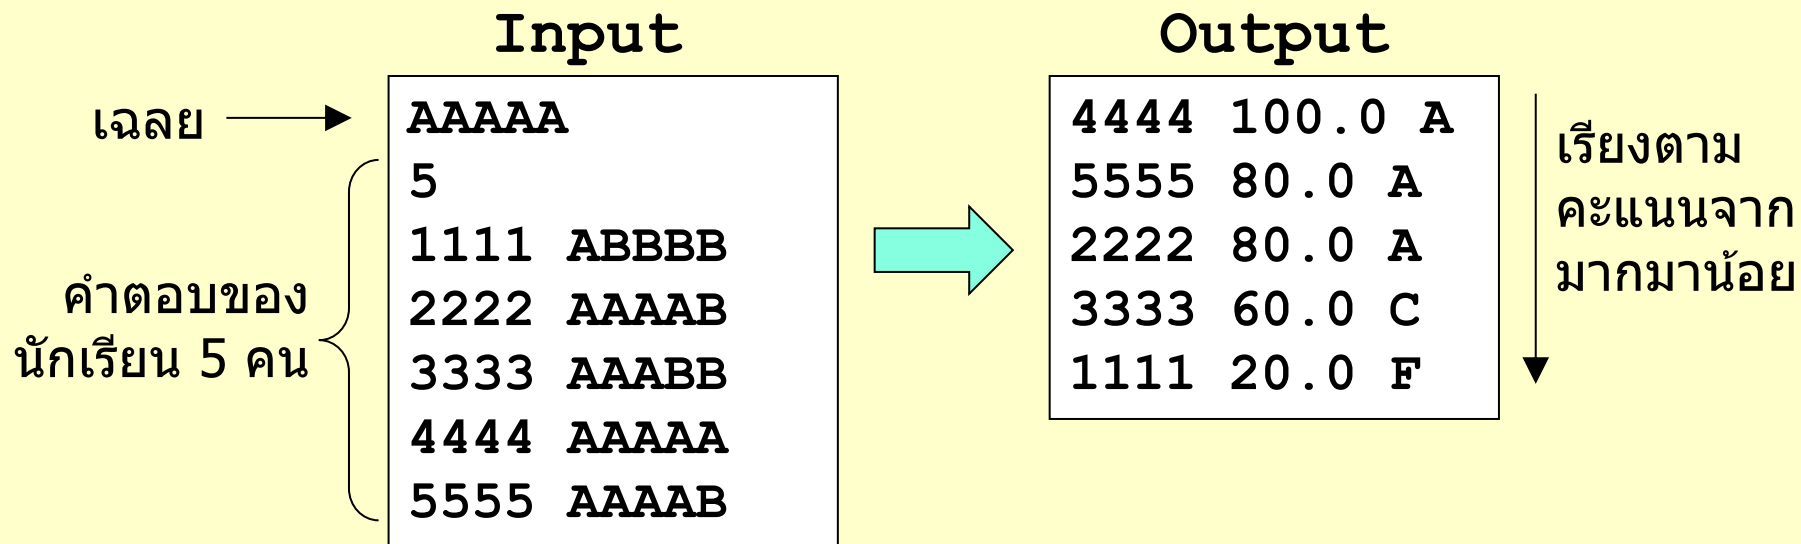 Input
เฉลย
AAAAA
5
1111 ABBBB
2222 AAAAB
3333 AAABB
4444 AAAAA
5555 AAAAB
คำตอบของ
นักเรียน 5 คน
Output
4444 100.0 A
5555 80.0 A
2222 80.0 A
3333 60.0 C
1111 20.0 F
เรียงตาม
คะแนนจาก
มากมาน้อย